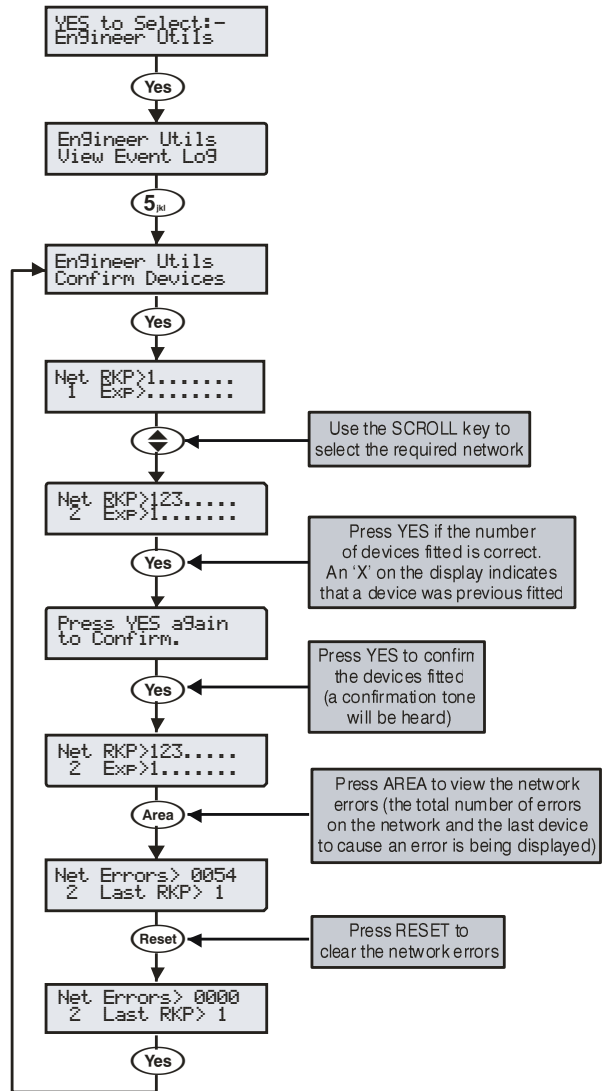 YES to Select:-
Engineer Utils
Yes
Engineer Utils
View Event Log
5jkl
Engineer Utils
Confirm Devices
Yes
Net RKP>1.......
1 Exp>........
Use the SCROLL key to
select the required network
Net RKP>123.....
2 Exp>1.......
Yes
Press YES if the number
of devices fitted is correct.
An ‘X’ on the display indicates
that a device was previous fitted
Press YES again
to Confirm.
Yes
Press YES to confirm
the devices fitted
(a confirmation tone
will be heard)
Net RKP>123.....
2 Exp>1.......
Area
Press AREA to view the network
errors (the total number of errors
on the network and the last device
to cause an error is being displayed)
Net Errors> 0054
2 Last RKP> 1
Reset
Press RESET to
clear the network errors
Net Errors> 0000
2 Last RKP> 1
Yes